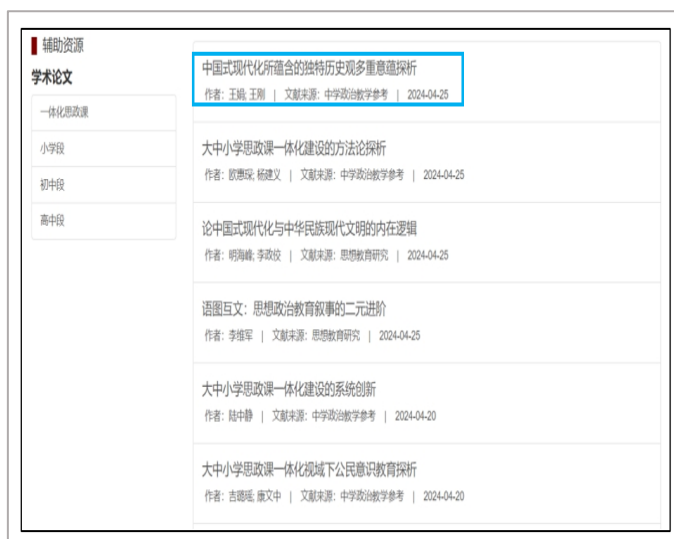 辅助资源
学术论文
一体化思政课
小学段
初中段
高中段
中国式现代化所蕴含的独特历史观多重意蕴探析
作者: 王娟; 王刚 | 文献来源: 中学政治教学参考 | 2024-04-25
大中小学思政课一体化建设的方法论探析
作者: 欧惠琛; 杨建义 | 文献来源: 中学政治教学参考 | 2024-04-25
论中国式现代化与中华民族现代文明的内在逻辑
作者: 明海峰; 李政佼 | 文献来源: 思想教育研究 | 2024-04-25
语图互文：思想政治教育叙事的二元进阶
作者: 李维军 | 文献来源: 思想教育研究 | 2024-04-25
大中小学思政课一体化建设的系统创新
作者: 陆中静 | 文献来源: 中学政治教学参考 | 2024-04-20
大中小学思政课一体化视域下公民意识教育探析
作者: 吉璐瑶; 康文中 | 文献来源: 中学政治教学参考 | 2024-04-20